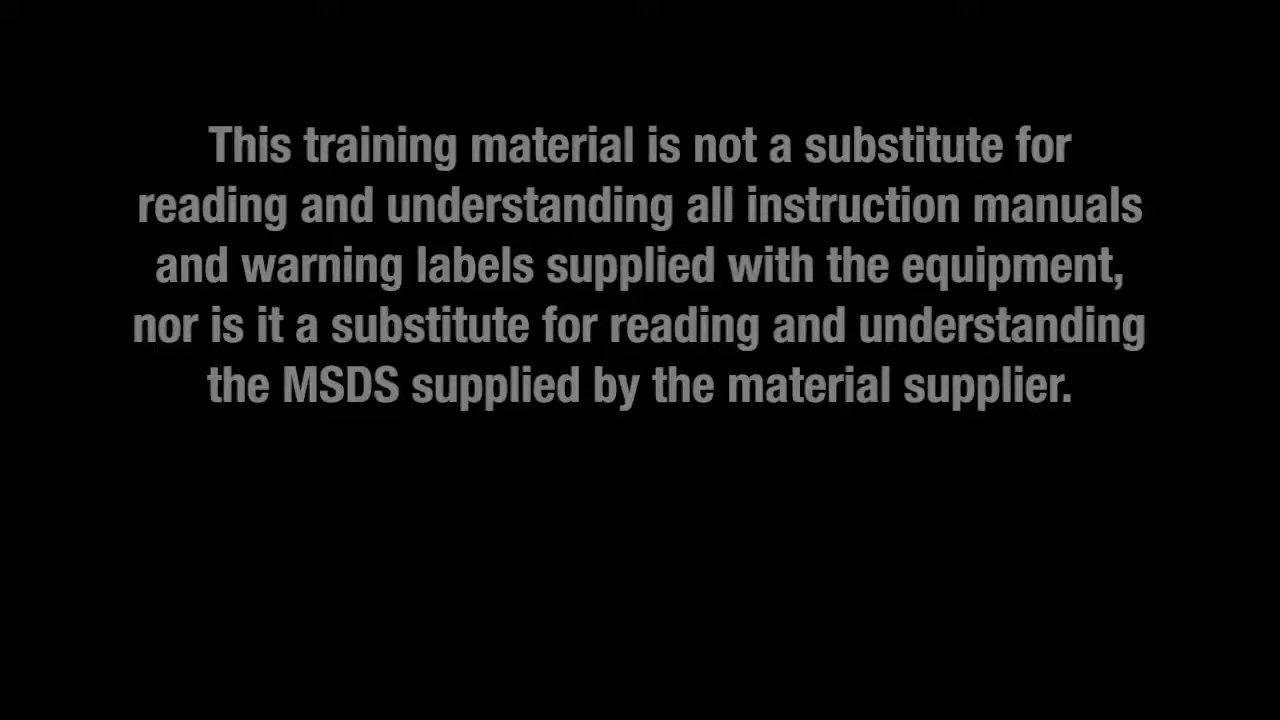 This training material is not a substitute for
reading and understanding all instruction manuals
and warning labels supplied with the equipment,
nor is it a substitute for reading and understanding
the MSDS supplied by the material supplier.